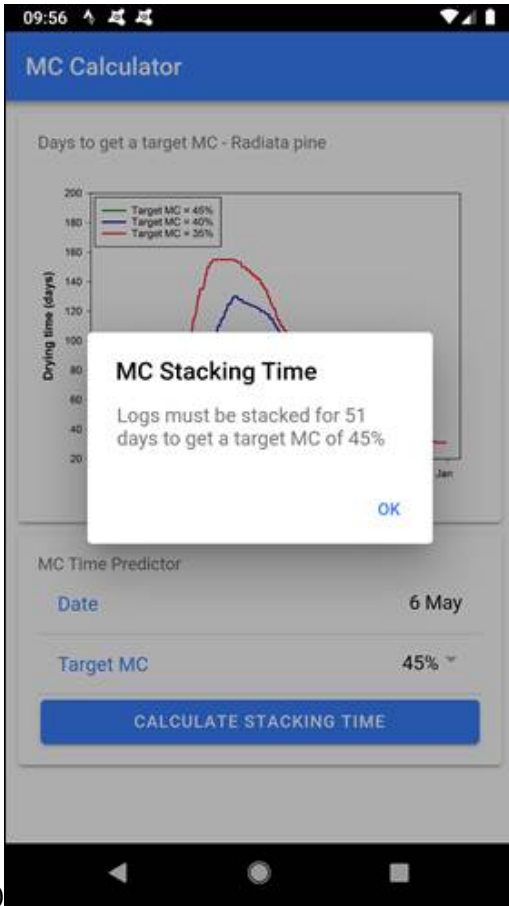 09:56
MC Calculator
Days to get a target MC - Radiata pine
200
Target MC = 45%
Target MC = 40%
Target MC = 35%
180
160
140
120
100
80
60
40
20
Drying time (days)
Jan
MC Stacking Time
Logs must be stacked for 51
days to get a target MC of 45%
OK
MC Time Predictor
Date 6 May
Target MC 45%
CALCULATE STACKING TIME
)